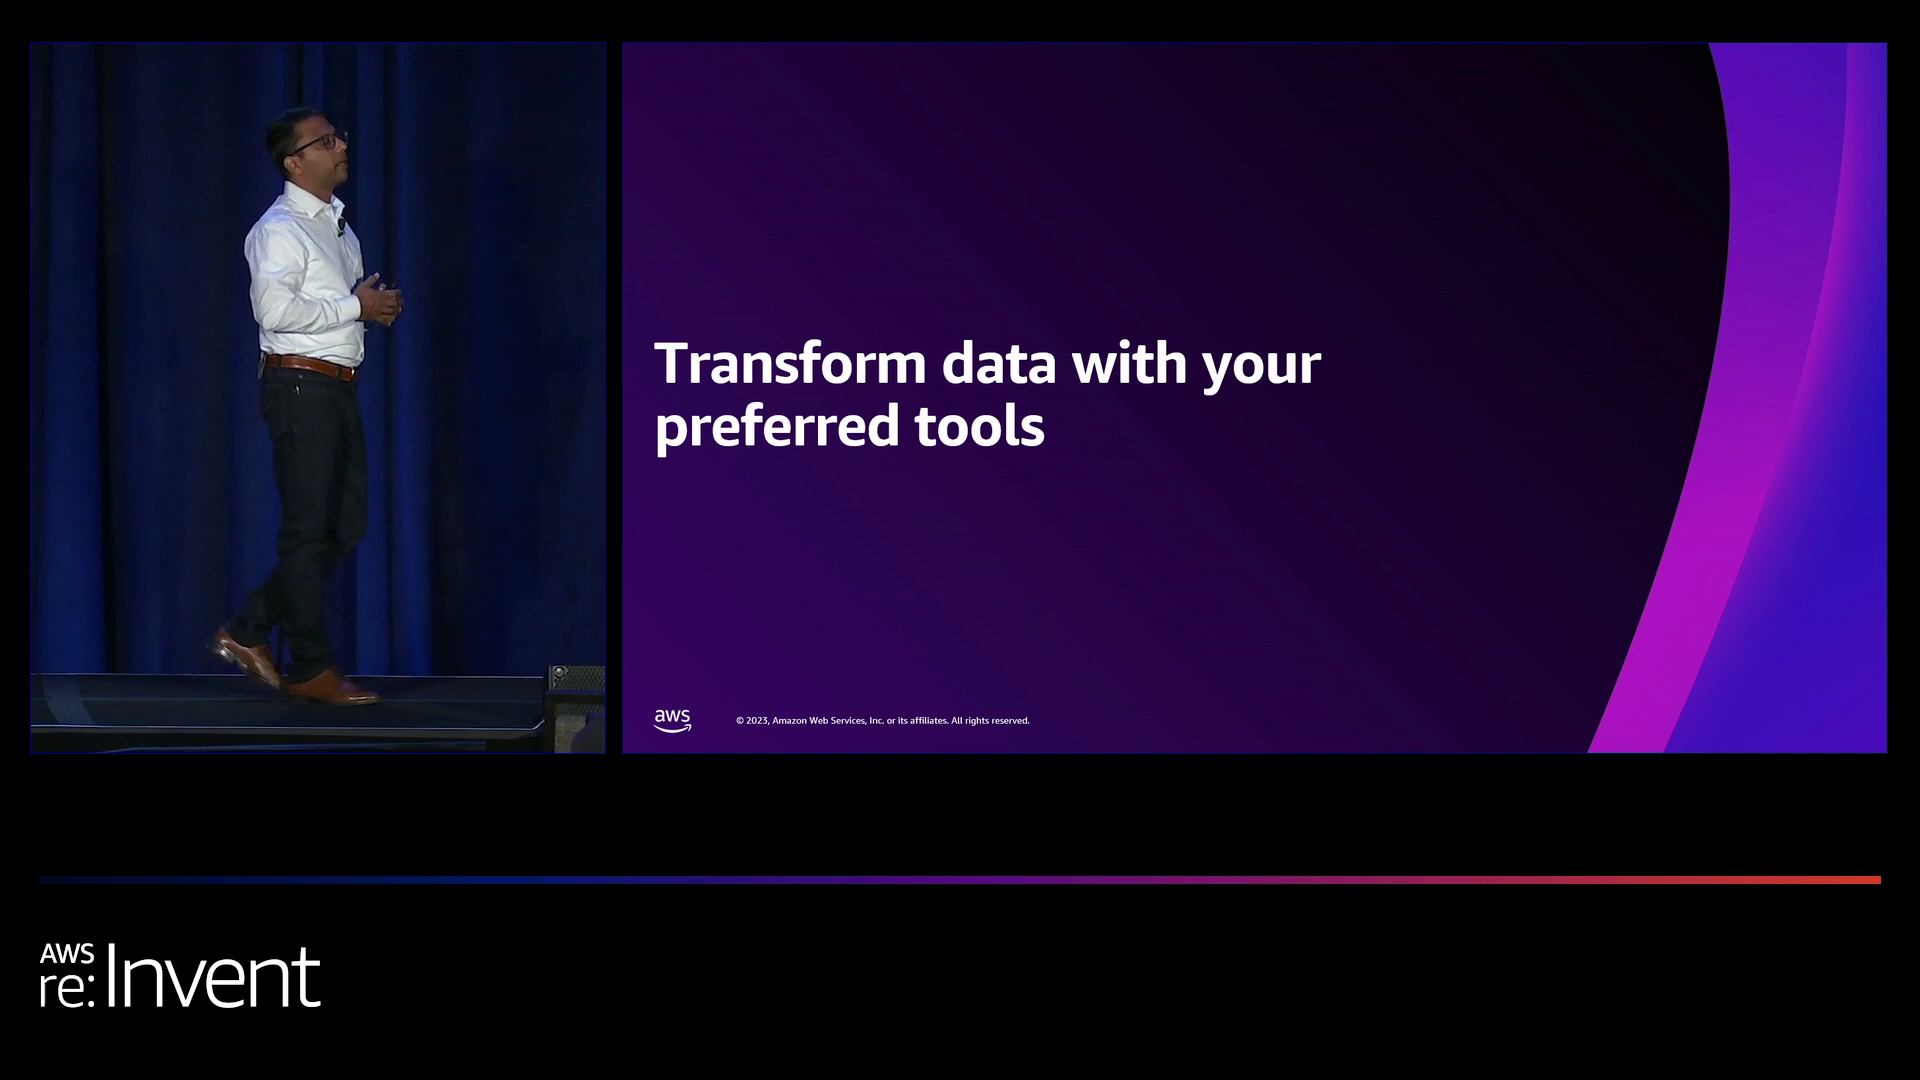 Transform data with your
preferred tools
aws
© 2023, Amazon Web Services, Inc. or its affiliates. All rights reserved.
AWS
re:Invent